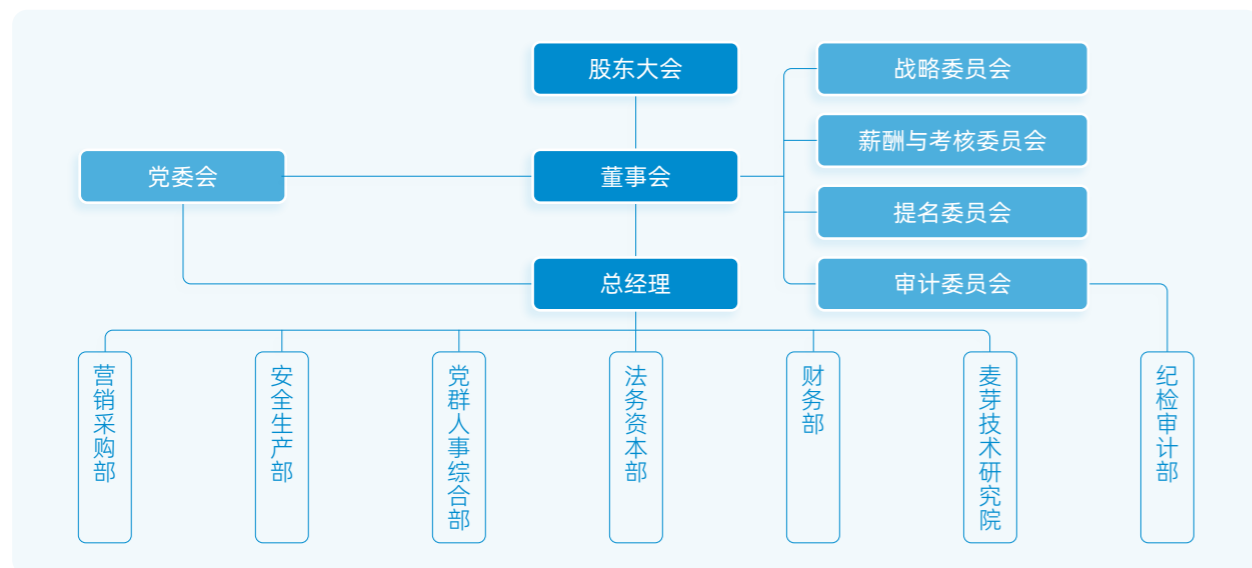 股东大会
战略委员会
薪酬与考核委员会
党委会
董事会
提名委员会
总经理
审计委员会
营销采购部
安全生产部
党群人事综合部
法务资本部
财务部
麦芽技术研究院
纪检审计部